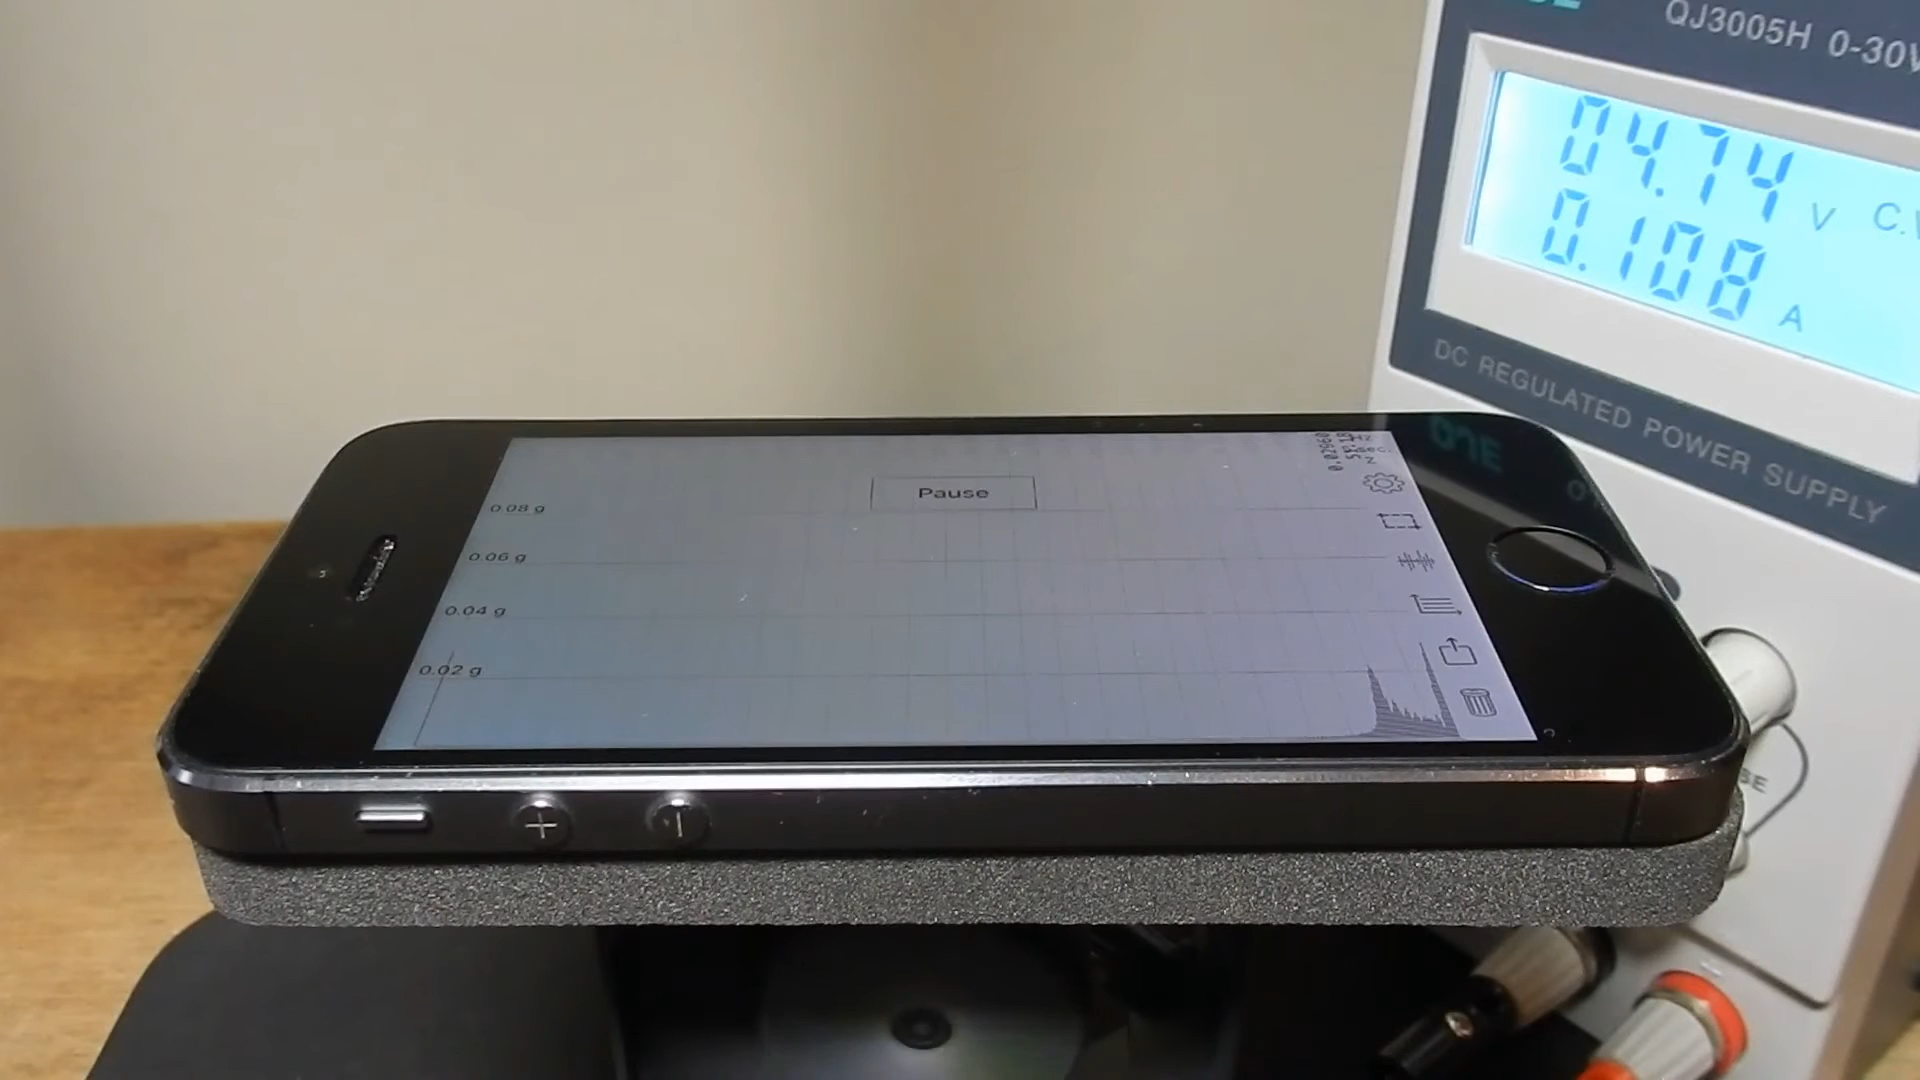 QJ3005H 0-30V
04.74 V C.V
0.108 A
DC REGULATED POWER SUPPLY
Pause
0.08 g
0.06 g
0.04 g
0.02 g